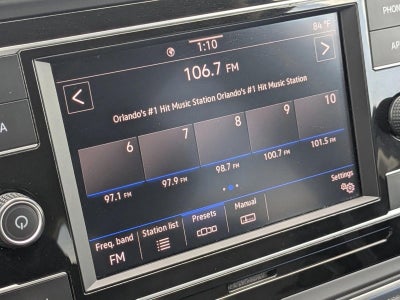 PHON
84 °F
1:10
106.7 FM
AP
Orlando's #1 Hit Music Station Orlando's #1 Hit Music Station
6 7 8 9 10
A
97.1 FM 97.9 FM 98.7 FM 100.7 FM 101.5 FM
Freq. band Station list Presets Manual Settings
FM